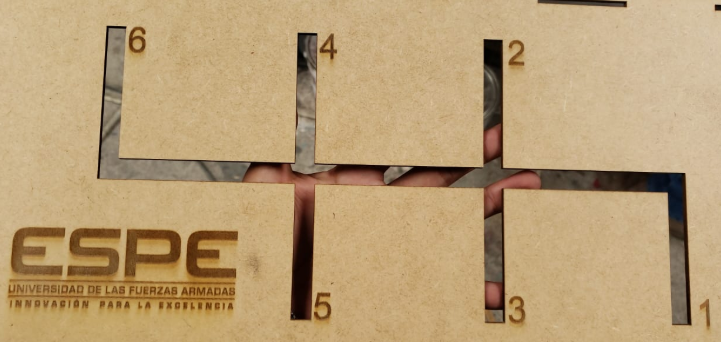 6
4
2
ESPE
UNIVERSIDAD DE LAS FUERZAS ARMADAS
INNOVACIÓN PARA LA EXCELENCIA
5
3
1